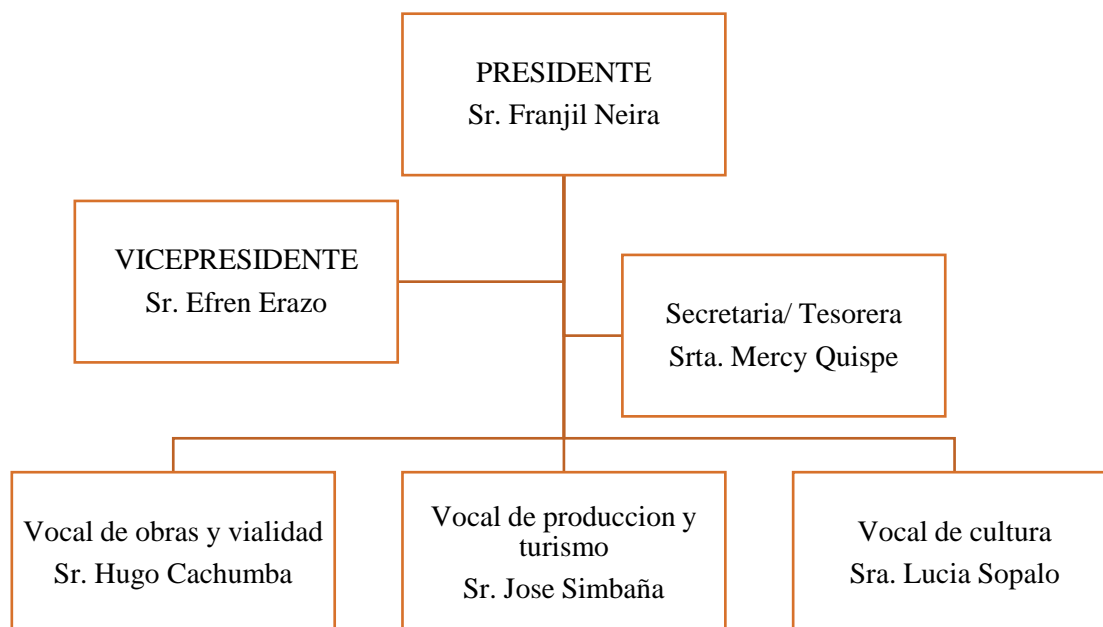 PRESIDENTE
Sr. Franjil Neira
VICEPRESIDENTE
Sr. Efren Erazo
Secretaria/ Tesorera
Srta. Mercy Quispe
Vocal de obras y vialidad
Sr. Hugo Cachumba
Vocal de produccion y
turismo
Sr. Jose Simbaña
Vocal de cultura
Sra. Lucia Sopalo